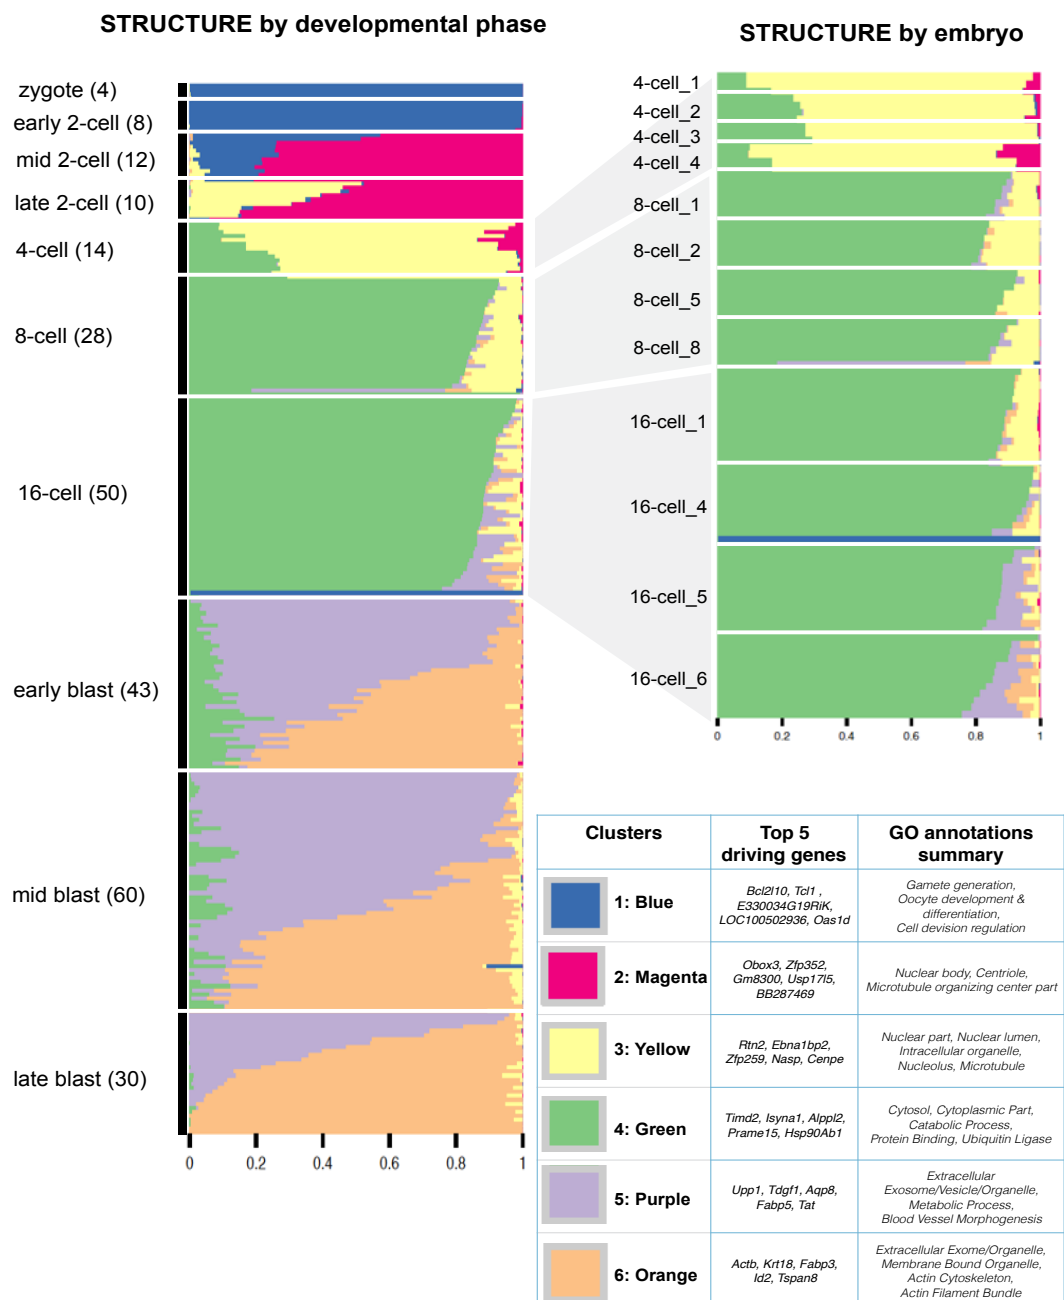 STRUCTURE by developmental phase
zygote (4)
early 2-cell (8)
mid 2-cell (12)
late 2-cell (10)
4-cell (14)
8-cell (28)
16-cell (50)
early blast (43)
mid blast (60)
late blast (30)
0 0.2 0.4 0.6 0.8 1
STRUCTURE by embryo
4-cell_1
4-cell_2
4-cell_3
4-cell_4
8-cell_1
8-cell_2
8-cell_5
8-cell_8
16-cell_1
16-cell_4
16-cell_5
16-cell_6
0 0.2 0.4 0.6 0.8 1
Clusters
Top 5
driving genes
GO annotations
summary
1: Blue
Bcl2l10, Tcl1 ,
E330034G19RiK,
LOC100502936, Oas1d
Gamete generation,
Oocyte development &
differentiation,
Cell devision regulation
2: Magenta
Obox3, Zfp352,
Gm8300, Usp17l5,
BB287469
Nuclear body, Centriole,
Microtubule organizing center part
3: Yellow
Rtn2, Ebna1bp2,
Zfp259, Nasp, Cenpe
Nuclear part, Nuclear lumen,
Intracellular organelle,
Nucleolus, Microtubule
4: Green
Timd2, Isyna1, Alppl2,
Prame15, Hsp90Ab1
Cytosol, Cytoplasmic Part,
Catabolic Process,
Protein Binding, Ubiquitin Ligase
5: Purple
Upp1, Tdgf1, Aqp8,
Fabp5, Tat
Extracellular
Exosome/Vesicle/Organelle,
Metabolic Process,
Blood Vessel Morphogenesis
6: Orange
Actb, Krt18, Fabp3,
Id2, Tspan8
Extracellular Exome/Organelle,
Membrane Bound Organelle,
Actin Cytoskeleton,
Actin Filament Bundle